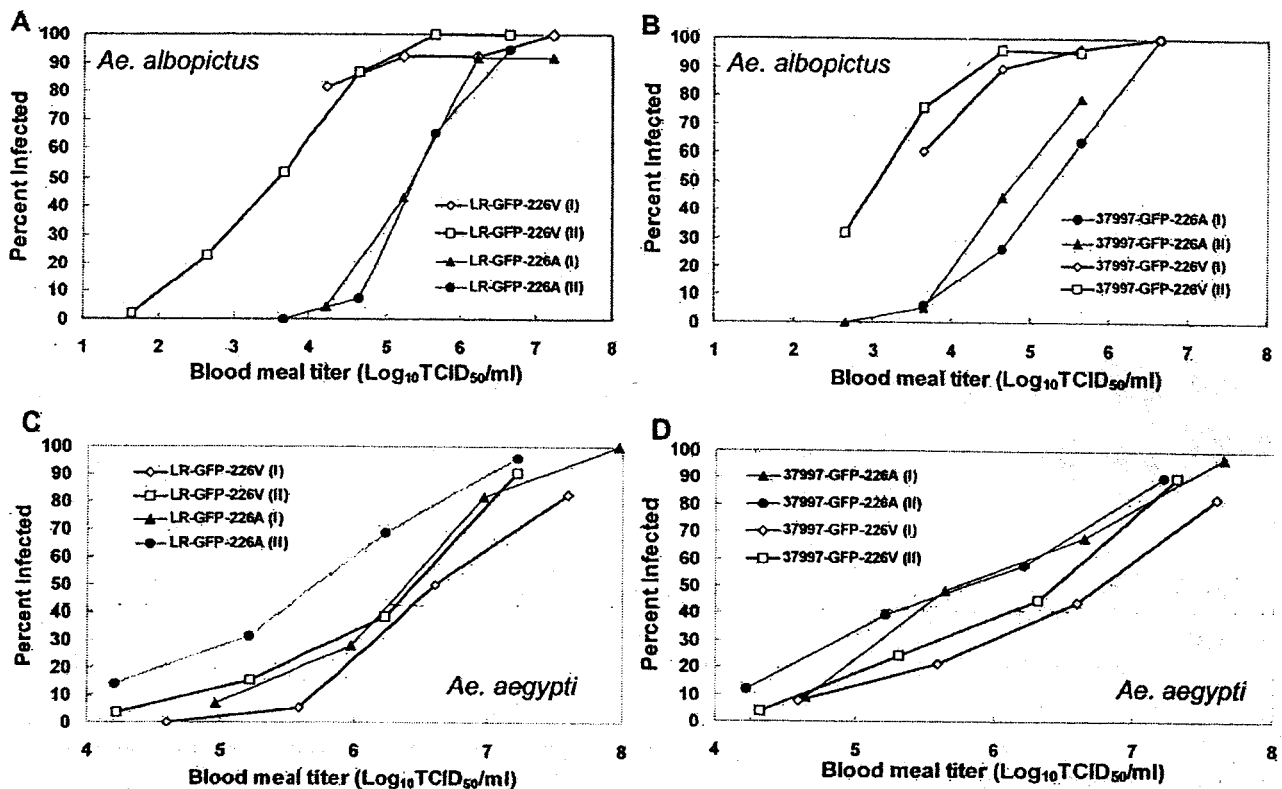 A
Ae. albopictus
Percent Infected
100
90
80
70
60
50
40
30
20
10
0
LR-GFP-226V (I)
LR-GFP-226V (II)
LR-GFP-226A (I)
LR-GFP-226A (II)
1 2 3 4 5 6 7 8
Blood meal titer (Log10TCID50/ml)
B
Ae. albopictus
Percent Infected
100
90
80
70
60
50
40
30
20
10
0
37997-GFP-226A (I)
37997-GFP-226A (II)
37997-GFP-226V (I)
37997-GFP-226V (II)
1 2 3 4 5 6 7 8
Blood meal titer (Log10TCID50/ml)
C
LR-GFP-226V (I)
LR-GFP-226V (II)
LR-GFP-226A (I)
LR-GFP-226A (II)
Percent Infected
100
90
80
70
60
50
40
30
20
10
0
Ae. aegypti
4 5 6 7 8
Blood meal titer (Log10TCID50/ml)
D
37997-GFP-226A (I)
37997-GFP-226A (II)
37997-GFP-226V (I)
37997-GFP-226V (II)
Percent Infected
100
90
80
70
60
50
40
30
20
10
0
Ae. aegypti
4 5 6 7 8
Blood meal titer (Log10TCID50/ml)